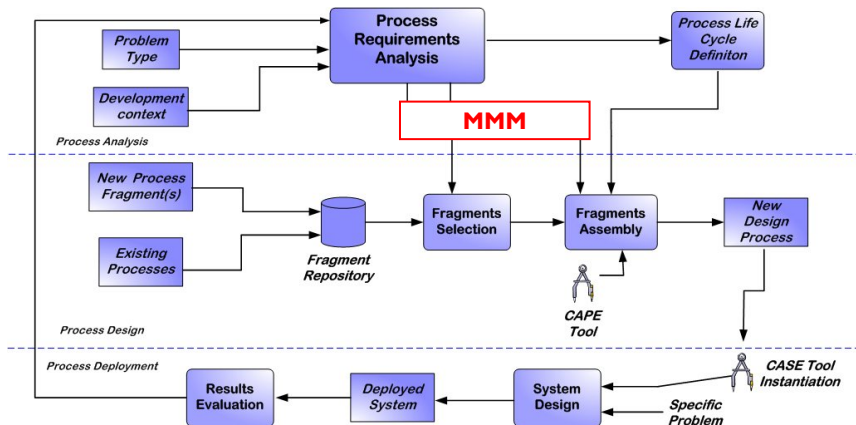 Problem
Type
Process
Requirements
Analysis
Process Life
Cycle
Definiton
Development
context
MMM
Process Analysis
New Process
Fragment(s)
Existing
Processes
Fragment
Repository
Fragments
Selection
Fragments
Assembly
New
Design
Process
CAPE
Tool
Process Design
Process Deployment
Results
Evaluation
Deployed
System
System
Design
CASE Tool
Instantiation
Specific
Problem